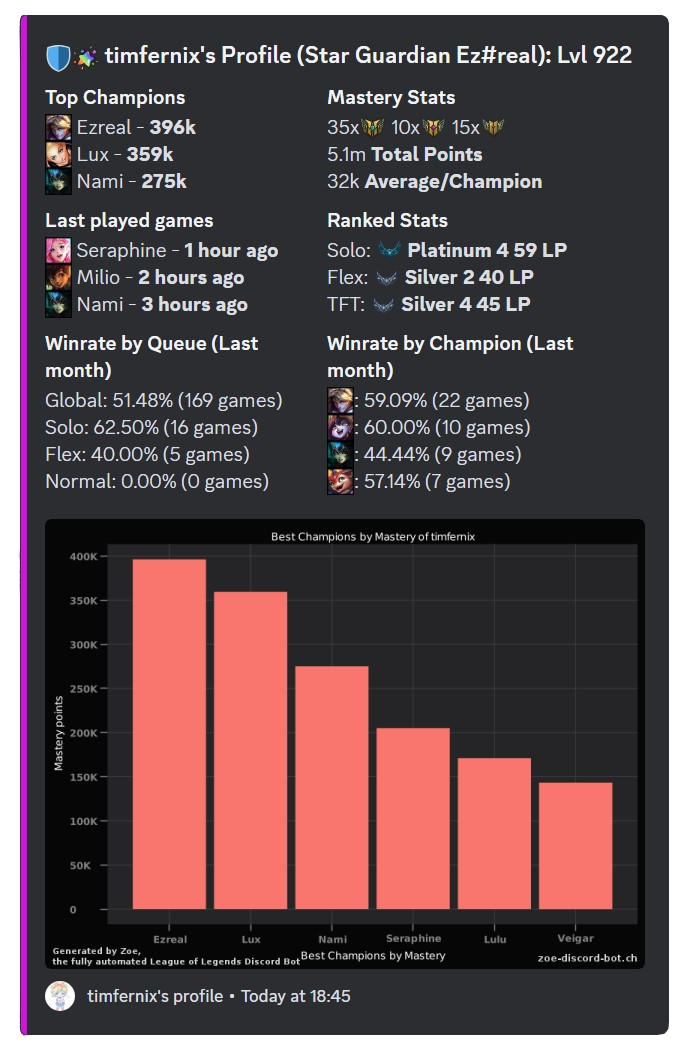 timfernix's Profile (Star Guardian Ez#real): Lvl 922
Top Champions
Ezreal - 396k
Lux - 359k
Nami - 275k
Mastery Stats
35x 10x 15x
5.1m Total Points
32k Average/Champion
Last played games
Seraphine - 1 hour ago
Milio - 2 hours ago
Nami - 3 hours ago
Ranked Stats
Solo: Platinum 4 59 LP
Flex: Silver 2 40 LP
TFT: Silver 4 45 LP
Winrate by Queue (Last
month)
Global: 51.48% (169 games)
Solo: 62.50% (16 games)
Flex: 40.00% (5 games)
Normal: 0.00% (0 games)
Winrate by Champion (Last
month)
: 59.09% (22 games)
: 60.00% (10 games)
: 44.44% (9 games)
: 57.14% (7 games)
Best Champions by Mastery of timfernix
Mastery points
400K
350K
300K
250K
200K
150K
100K
50K
0
Ezreal Lux Nami Seraphine Lulu Veigar
Best Champions by Mastery
Generated by Zoe,
the fully automated League of Legends Discord Bot
zoe-discord-bot.ch
timfernix's profile • Today at 18:45